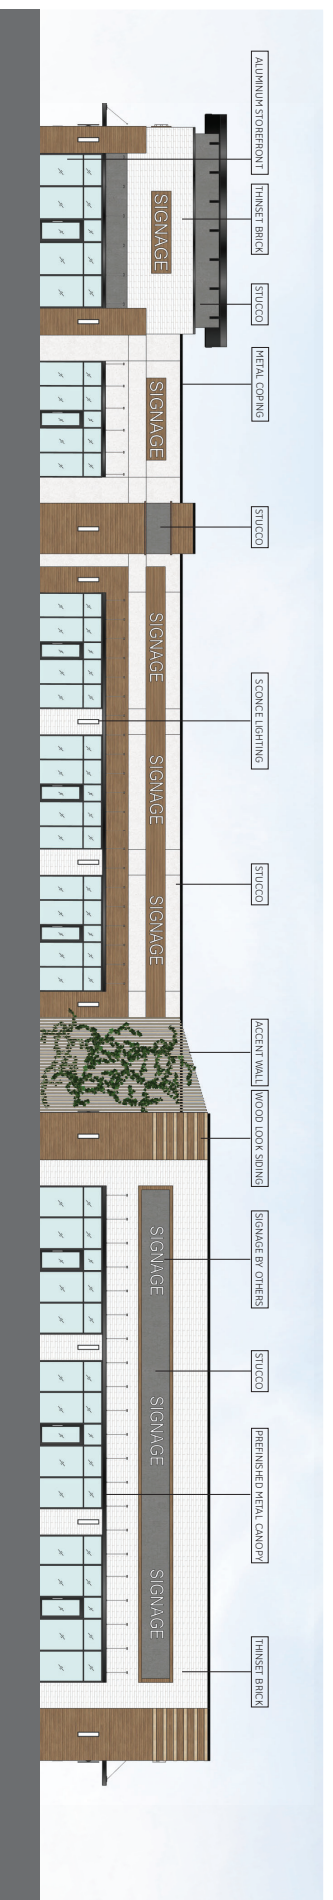 ALUMINUM STOREFRONT
THINSET BRICK
STUCCO
METAL COPING
STUCCO
SCONCE LIGHTING
STUCCO
ACCENT WALL
WOOD LOOK SIDING
SIGNAGE BY OTHERS
STUCCO
PREFINISHED METAL CANOPY
THINSET BRICK
SIGNAGE
SIGNAGE
SIGNAGE
SIGNAGE
SIGNAGE
SIGNAGE
SIGNAGE
SIGNAGE